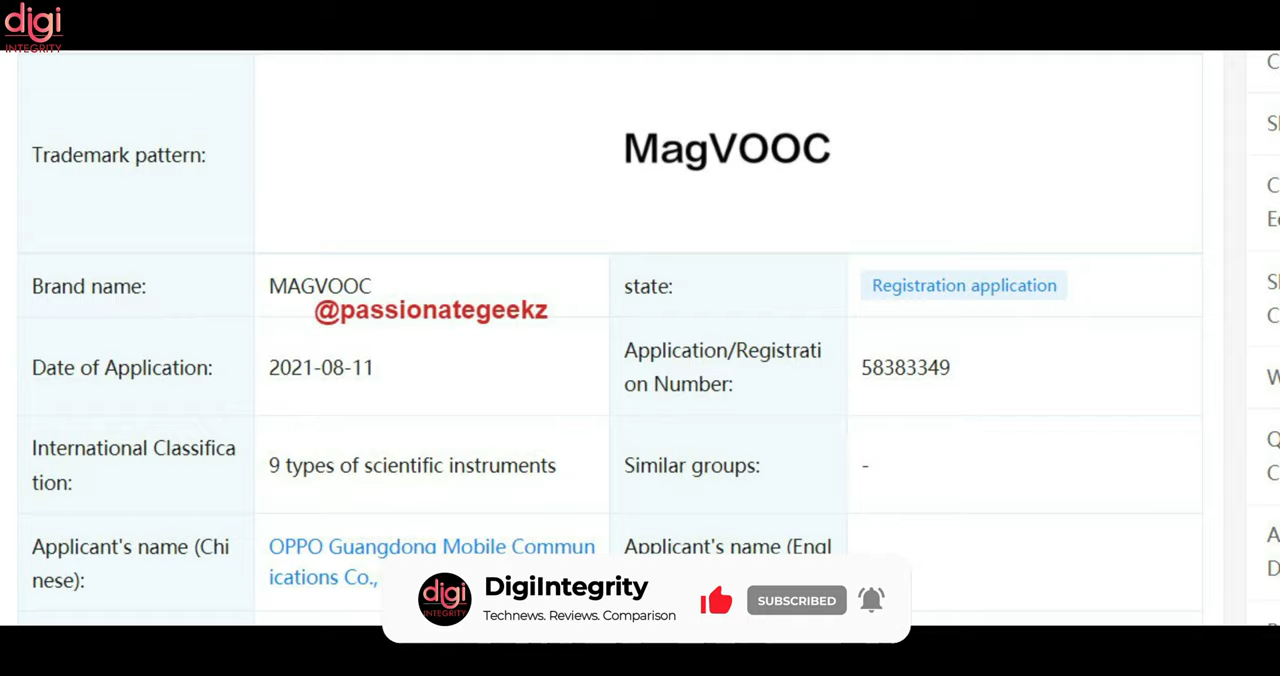 digi
INTEGRITY
Trademark pattern:
MagVOOC
Brand name:
MAGVOOC
state:
Registration application
@passionategeekz
Date of Application:
2021-08-11
Application/Registrati
on Number:
58383349
International Classifica
tion:
9 types of scientific instruments
Similar groups:
-
Applicant's name (Chi
nese):
OPPO Guangdong Mobile Commun
ications Co.,
Applicant's name (Engl
digi
INTEGRITY
DigiIntegrity
Technews. Reviews. Comparison
SUBSCRIBED